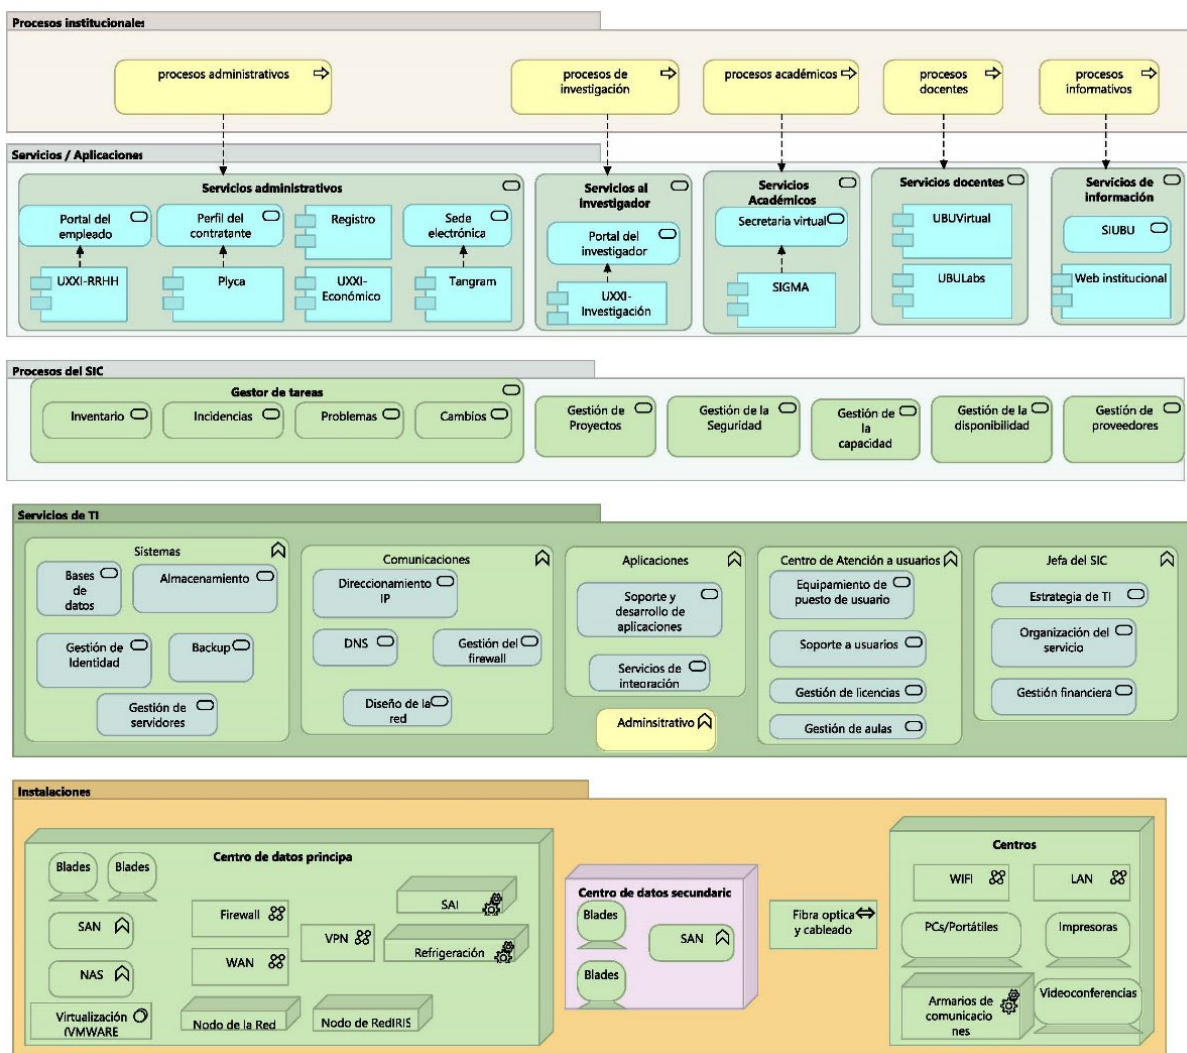 Procesos institucionales
procesos administrativos
procesos de
investigación
procesos académicos
procesos
docentes
procesos
informativos
Servicios / Aplicaciones
Servicios administrativos
Portal del
empleado
Perfil del
contratante
Registro
Sede
electrónica
UXXI-RRHH
Plyca
UXXI-
Económico
Tangram
Servicios al
Investigador
Portal del
investigador
UXXI-
Investigación
Servicios
Académicos
Secretaria virtual
SIGMA
Servicios docentes
UBUVirtual
UBULabs
Servicios de
Información
SIUBU
Web institucional
Procesos del SIC
Gestor de tareas
Inventario
Incidencias
Problemas
Cambios
Gestión de
Proyectos
Gestión de la
Seguridad
Gestión de
la
capacidad
Gestión de la
disponibilidad
Gestión de
proveedores
Servicios de TI
Sistemas
Bases
de
datos
Almacenamiento
Gestión de
Identidad
Backup
Gestión de
servidores
Comunicaciones
Direccionamiento
IP
DNS
Gestión del
firewall
Diseño de la
red
Aplicaciones
Soporte y
desarrollo de
aplicaciones
Servicios de
integración
Adminsitrativo
Centro de Atención a usuarios
Equipamiento de
puesto de usuario
Soporte a usuarios
Gestión de licencias
Gestión de aulas
Jefa del SIC
Estrategia de TI
Organización del
servicio
Gestión financiera
Instalaciones
Centro de datos principa
Blades
Blades
SAN
NAS
Virtualización
(VMWARE
Firewall
WAN
VPN
SAI
Refrigeración
Nodo de la Red
Nodo de RedIRIS
Centro de datos secundaric
Blades
SAN
Blades
Fibra optica
y cableado
Centros
WIFI
LAN
PCs/Portátiles
Impresoras
Armarios de
comunicacio
nes
Videoconferencias